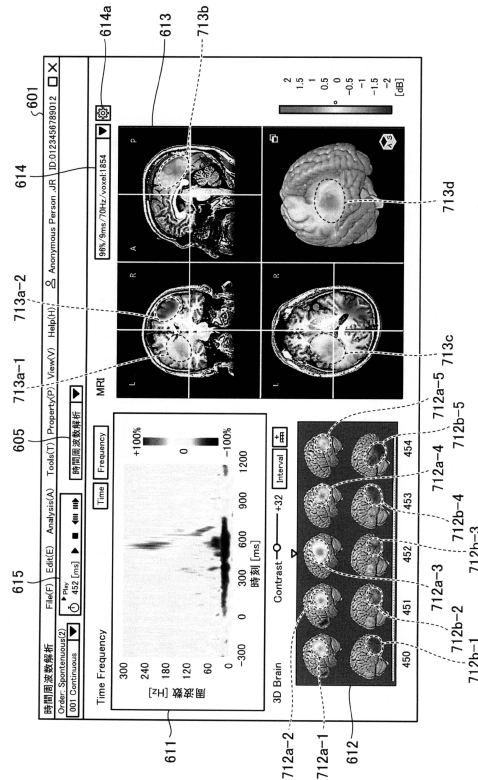 601
時間周波数解析
File(F) Edit(E) Analysis(A) Tools(T) Property(P) View(V) Help(H) Anonymous Person ,JR ID:0123456789012
Order: Spontenuous(2)
001 Continuous
Play
452 [ns]
時間周波数解析
615
605
614
614a
96%/9ms/70Hz/voxel:1854
Time Frequency
Time
Frequency
周波数 [Hz]
300
240
180
120
60
0
-300
0
300
600
900
1200
時刻 [ms]
+100%
0
-100%
611
MRI
713a-1
713a-2
613
713b
L
R
A
P
L
R
713c
713d
2
1.5
1
0.5
0
-0.5
-1
-1.5
-2
[dB]
3D Brain
Contrast
+32
Interval
450
451
452
453
454
612
712a-1
712a-2
712a-3
712a-4
712a-5
712b-1
712b-2
712b-3
712b-4
712b-5